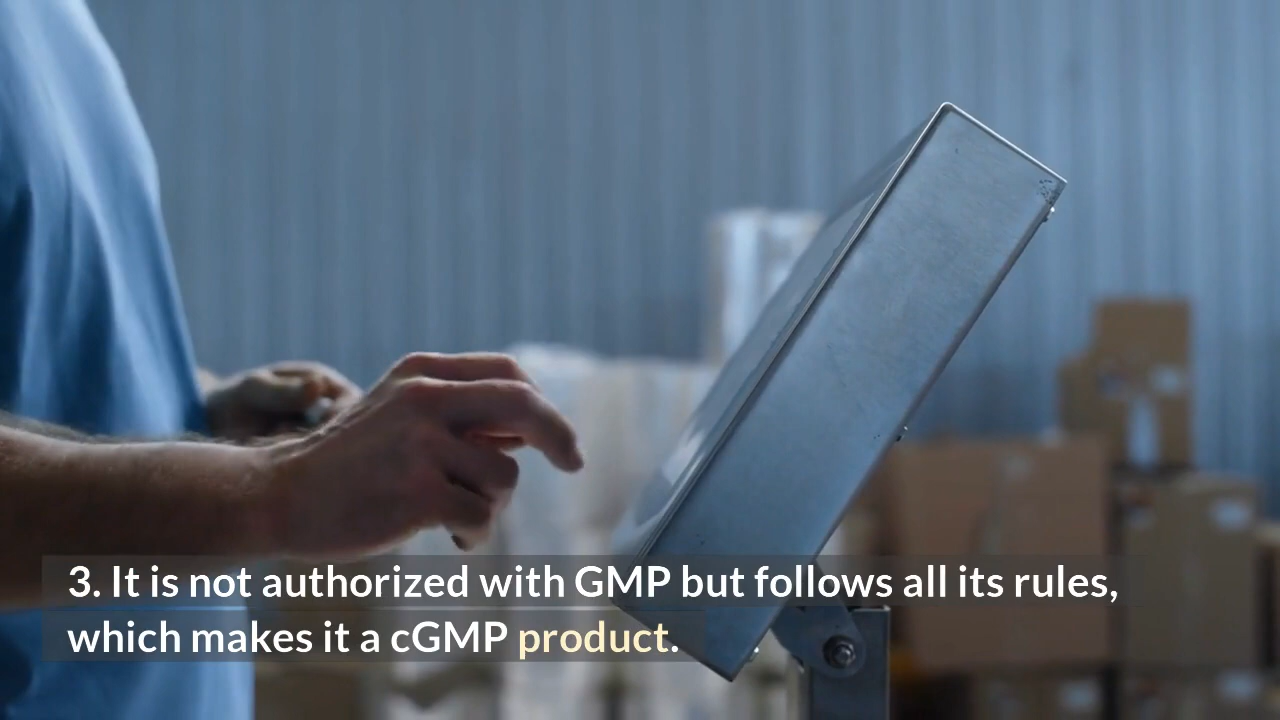 3. It is not authorized with GMP but follows all its rules,
which makes it a cGMP product.